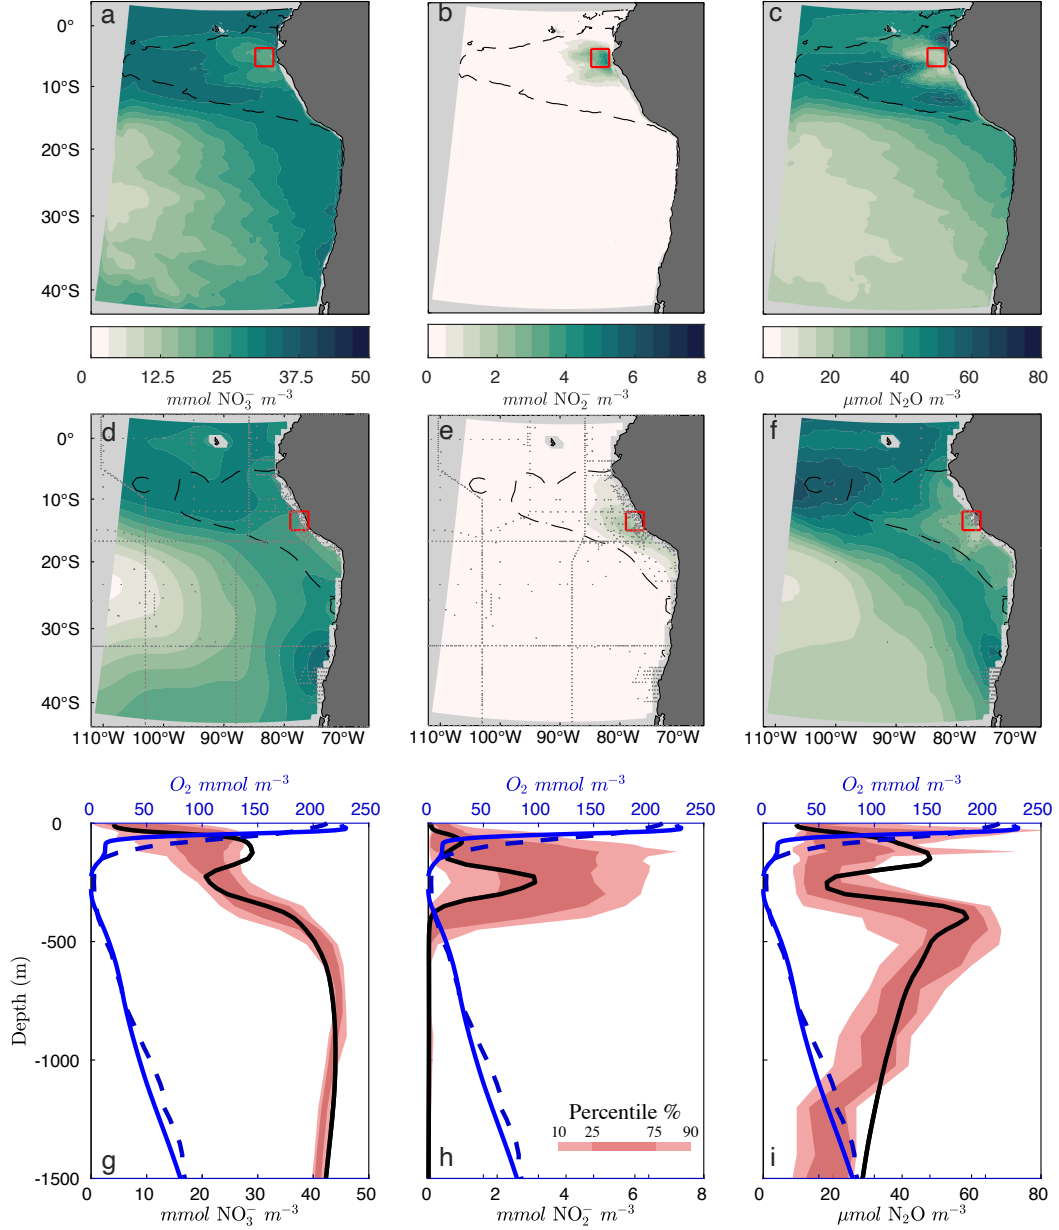 a b c
0°
10°S
20°S
30°S
40°S
0 12.5 25 37.5 50
mmol NO₃⁻ m⁻³
0 2 4 6 8
mmol NO₂⁻ m⁻³
0 20 40 60 80
μmol N₂O m⁻³
d e f
0°
10°S
20°S
30°S
40°S
110°W 100°W 90°W 80°W 70°W
110°W 100°W 90°W 80°W 70°W
110°W 100°W 90°W 80°W 70°W
O₂ mmol m⁻³
O₂ mmol m⁻³
O₂ mmol m⁻³
0 50 100 150 200 250
0 50 100 150 200 250
0 50 100 150 200 250
0
-500
-1000
-1500
Depth (m)
Percentile %
10 25 75 90
g h i
0 10 20 30 40 50
mmol NO₃⁻ m⁻³
0 2 4 6 8
mmol NO₂⁻ m⁻³
0 20 40 60 80
μmol N₂O m⁻³